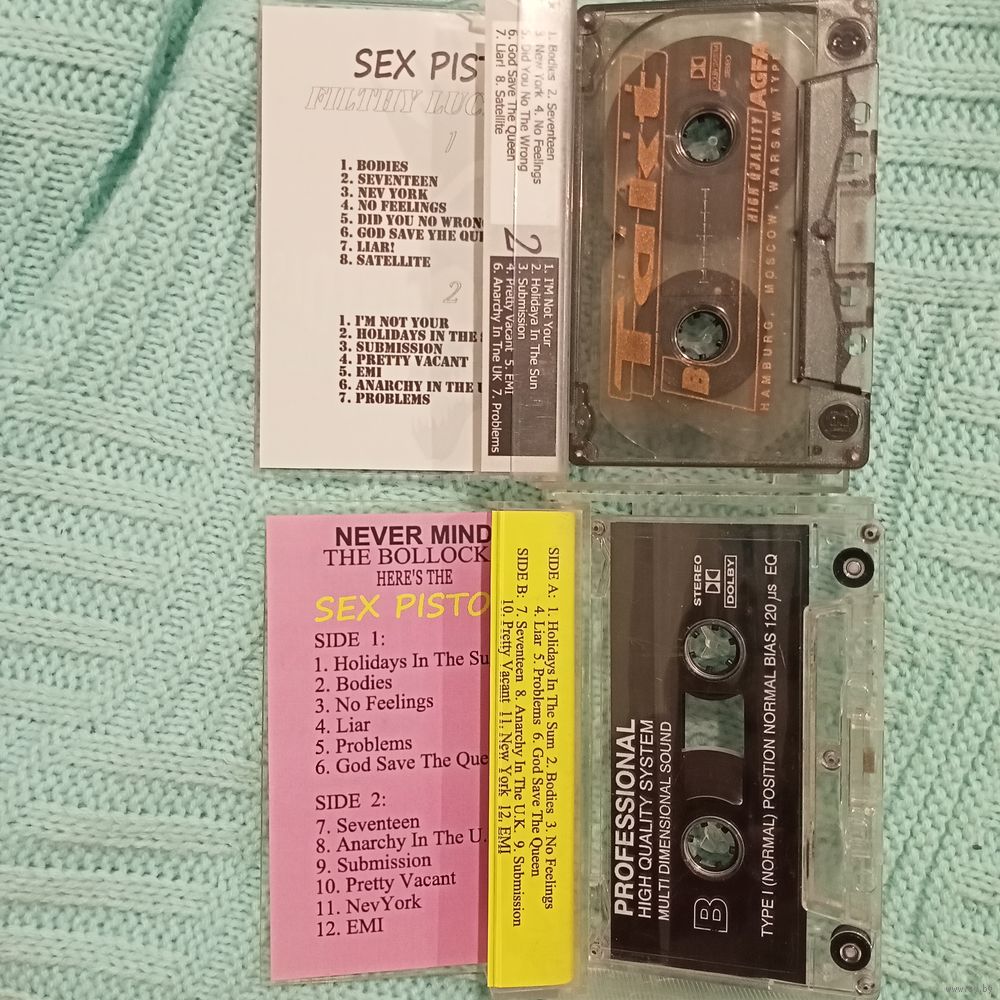 SEX PIS
FILTHY LUC
1
1. BODIES
2. SEVENTEEN
3. NEV YORK
4. NO FEELINGS
5. DID YOU NO WRON
6. GOD SAVE YHE QUE
7. LIAR!
8. SATELLITE
2
1. I'M NOT YOUR
2. HOLIDAYS IN THE S
3. SUBMISSION
4. PRETTY VACANT
5. EMI
6. ANARCHY IN THE U
7. PROBLEMS
1. Bodies 2. Seventeen
3 New York 4. No Feelings
5. Did You No The Wrong
6. God Save The Queen
7. Liar! 8. Satellite
2
1. I'M Not Your
2. Holidaya In The Sun
3. Submission
4. Pretty Vacant 5. EMI
6. Anarchy In Tne UK 7. Problems
Takt
STEREO
HIGH QUALITY/AGFA
HAMBURG, MOSCOW, WARSAW TYPE I
B
NEVER MIND
THE BOLLOCK
HERE'S THE
SEX PISTO
SIDE 1:
1. Holidays In The Su
2. Bodies
3. No Feelings
4. Liar
5. Problems
6. God Save The Que
SIDE 2:
7. Seventeen
8. Anarchy In The U.
9. Submission
10. Pretty Vacant
11. NevYork
12. EMI
SIDE A: 1. Holidays In The Sum 2. Bodies 3. No Feelings
4. Liar 5. Problems 6. God Save The Queen
SIDE B: 7. Seventeen 8. Anarchy In The U.K. 9. Submission
10. Pretty Vacant 11. New York 12. EMI
PROFESSIONAL
HIGH QUALITY SYSTEM
MULTI DIMENSIONAL SOUND
B
STEREO
DOLBY
TYPE I (NORMAL) POSITION NORMAL BIAS 120 µs EQ